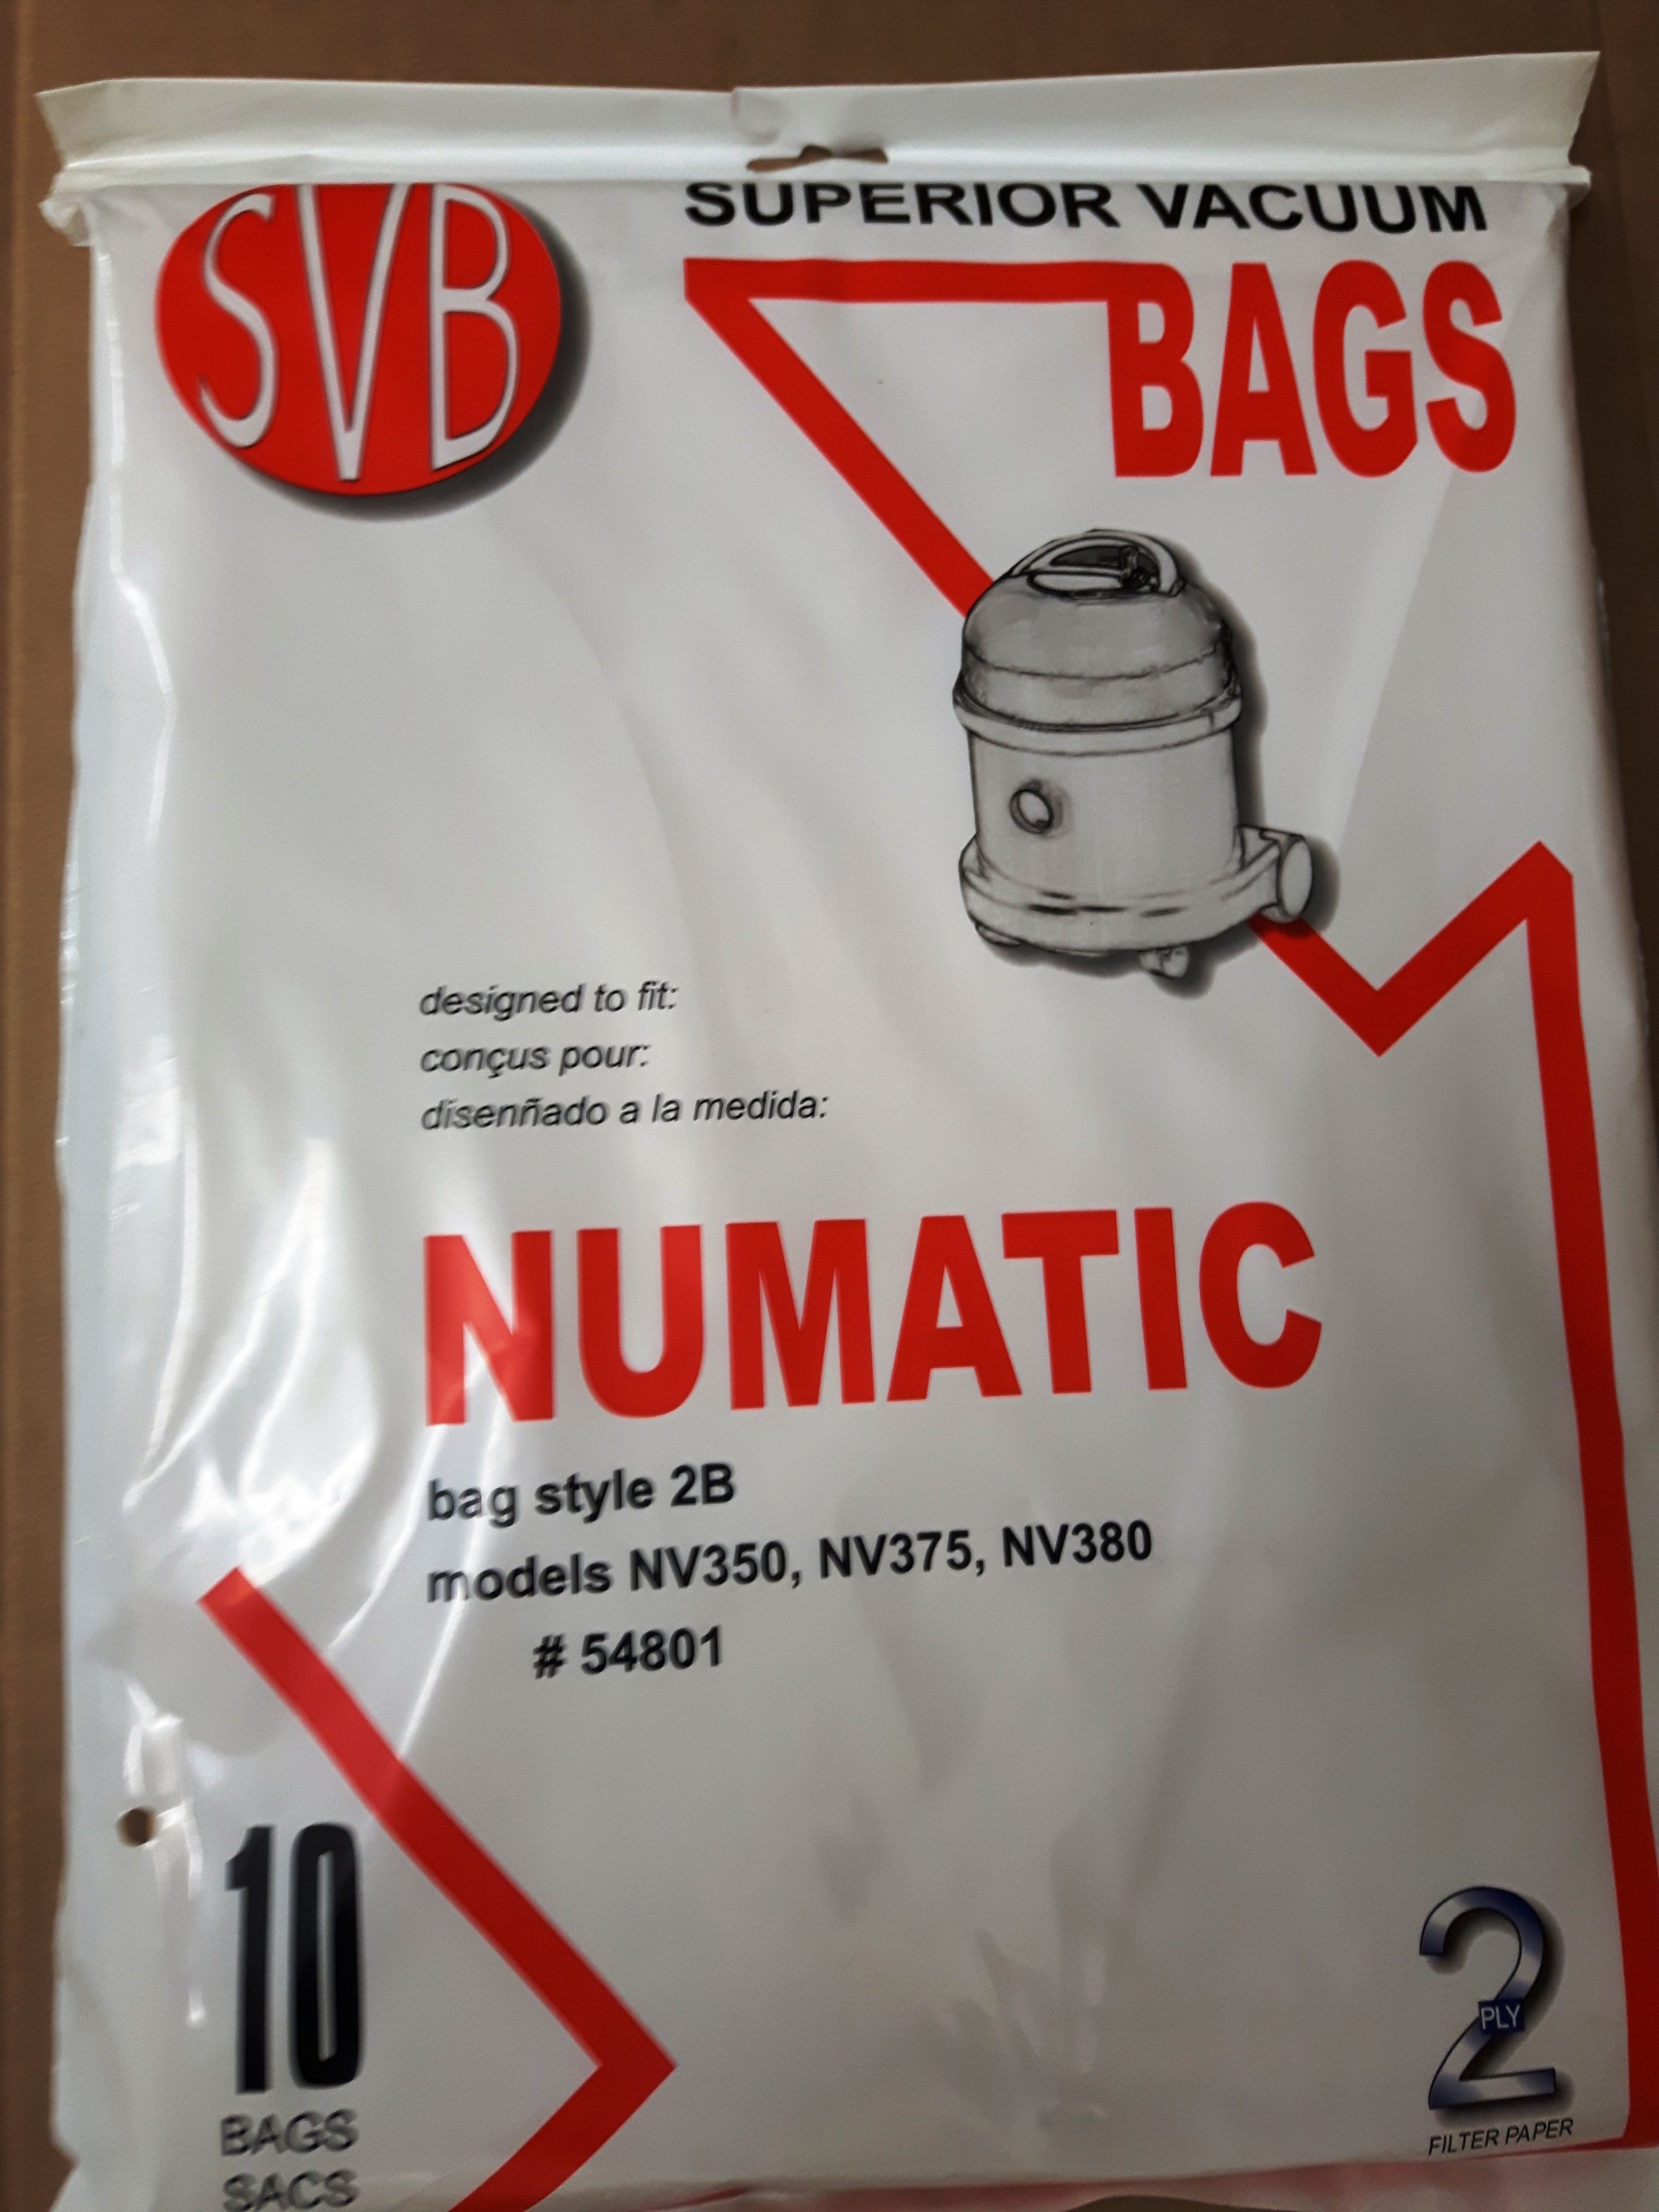 SVB
SUPERIOR VACUUM
BAGS
designed to fit:
conçus pour:
disenñado a la medida:
NUMATIC
bag style 2B
models NV350, NV375, NV380
# 54801
10
BAGS
SACS
2
PLY
FILTER PAPER